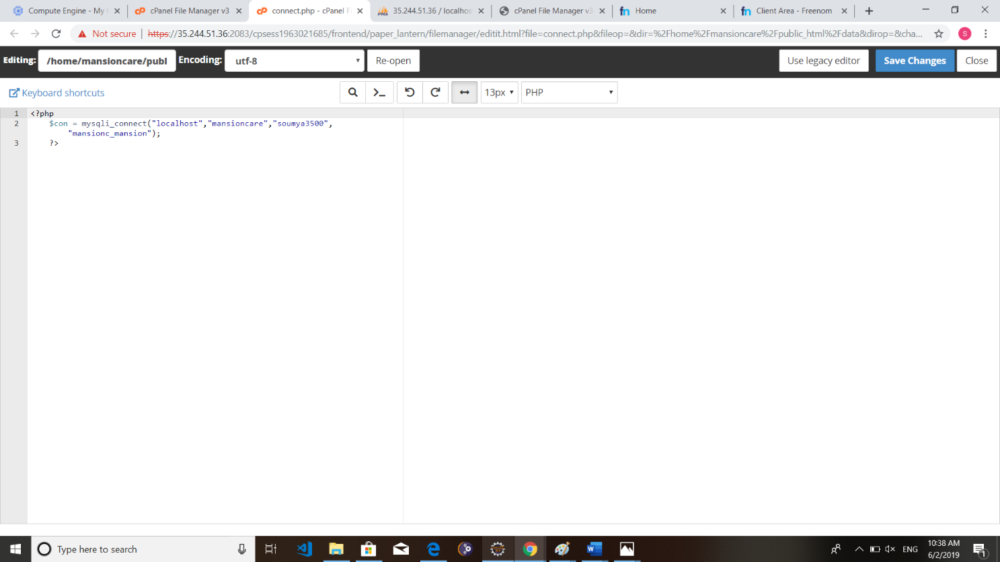 Compute Engine - My
cPanel File Manager v3
connect.php - cPanel F
35.244.51.36 / localhos
cPanel File Manager v3
Home
Client Area - Freenom
Not secure
https://35.244.51.36:2083/cpsess1963021685/frontend/paper_lantern/filemanager/editit.html?file=connect.php&fileop=&dir=%2Fhome%2Fmansioncare%2Fpublic_html%2Fdata&dirop=&cha...
S
Editing: /home/mansioncare/publ Encoding: utf-8 Re-open Use legacy editor Save Changes Close
Keyboard shortcuts 13px PHP
1 <?php
2 $con = mysqli_connect("localhost","mansioncare","soumya3500",
"mansionc_mansion");
3 ?>
Type here to search
ENG
10:38 AM
6/2/2019
1